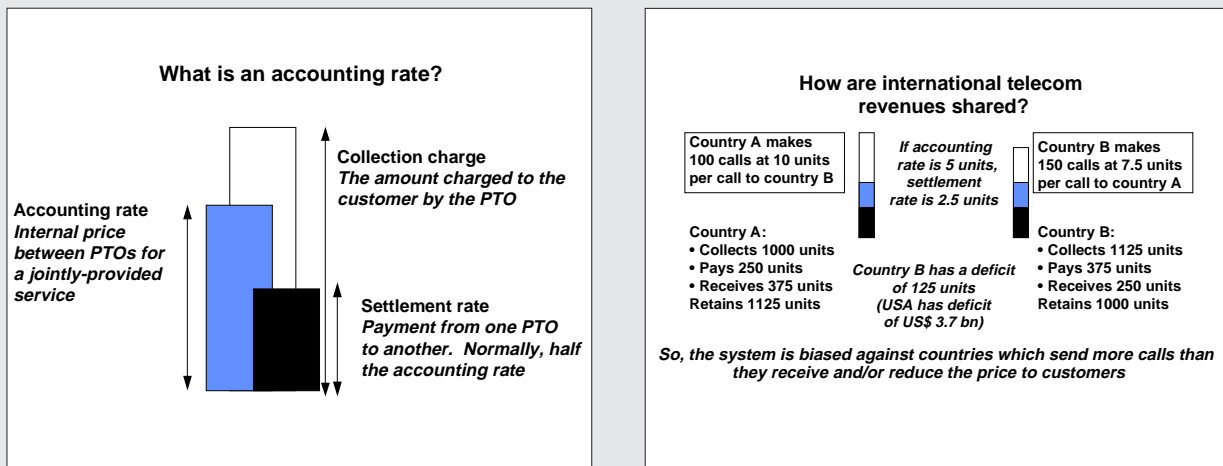 What is an accounting rate?
Collection charge
The amount charged to the
customer by the PTO
Accounting rate
Internal price
between PTOs for
a jointly-provided
service
Settlement rate
Payment from one PTO
to another.  Normally, half
the accounting rate
How are international telecom
revenues shared?
Country A makes
100 calls at 10 units
per call to country B
If accounting
rate is 5 units,
settlement
rate is 2.5 units
Country B makes
150 calls at 7.5 units
per call to country A
Country A:
• Collects 1000 units
• Pays 250 units
• Receives 375 units
Retains 1125 units
Country B has a deficit
of 125 units
(USA has deficit
of US$ 3.7 bn)
Country B:
• Collects 1125 units
• Pays 375 units
• Receives 250 units
Retains 1000 units
So, the system is biased against countries which send more calls than
they receive and/or reduce the price to customers